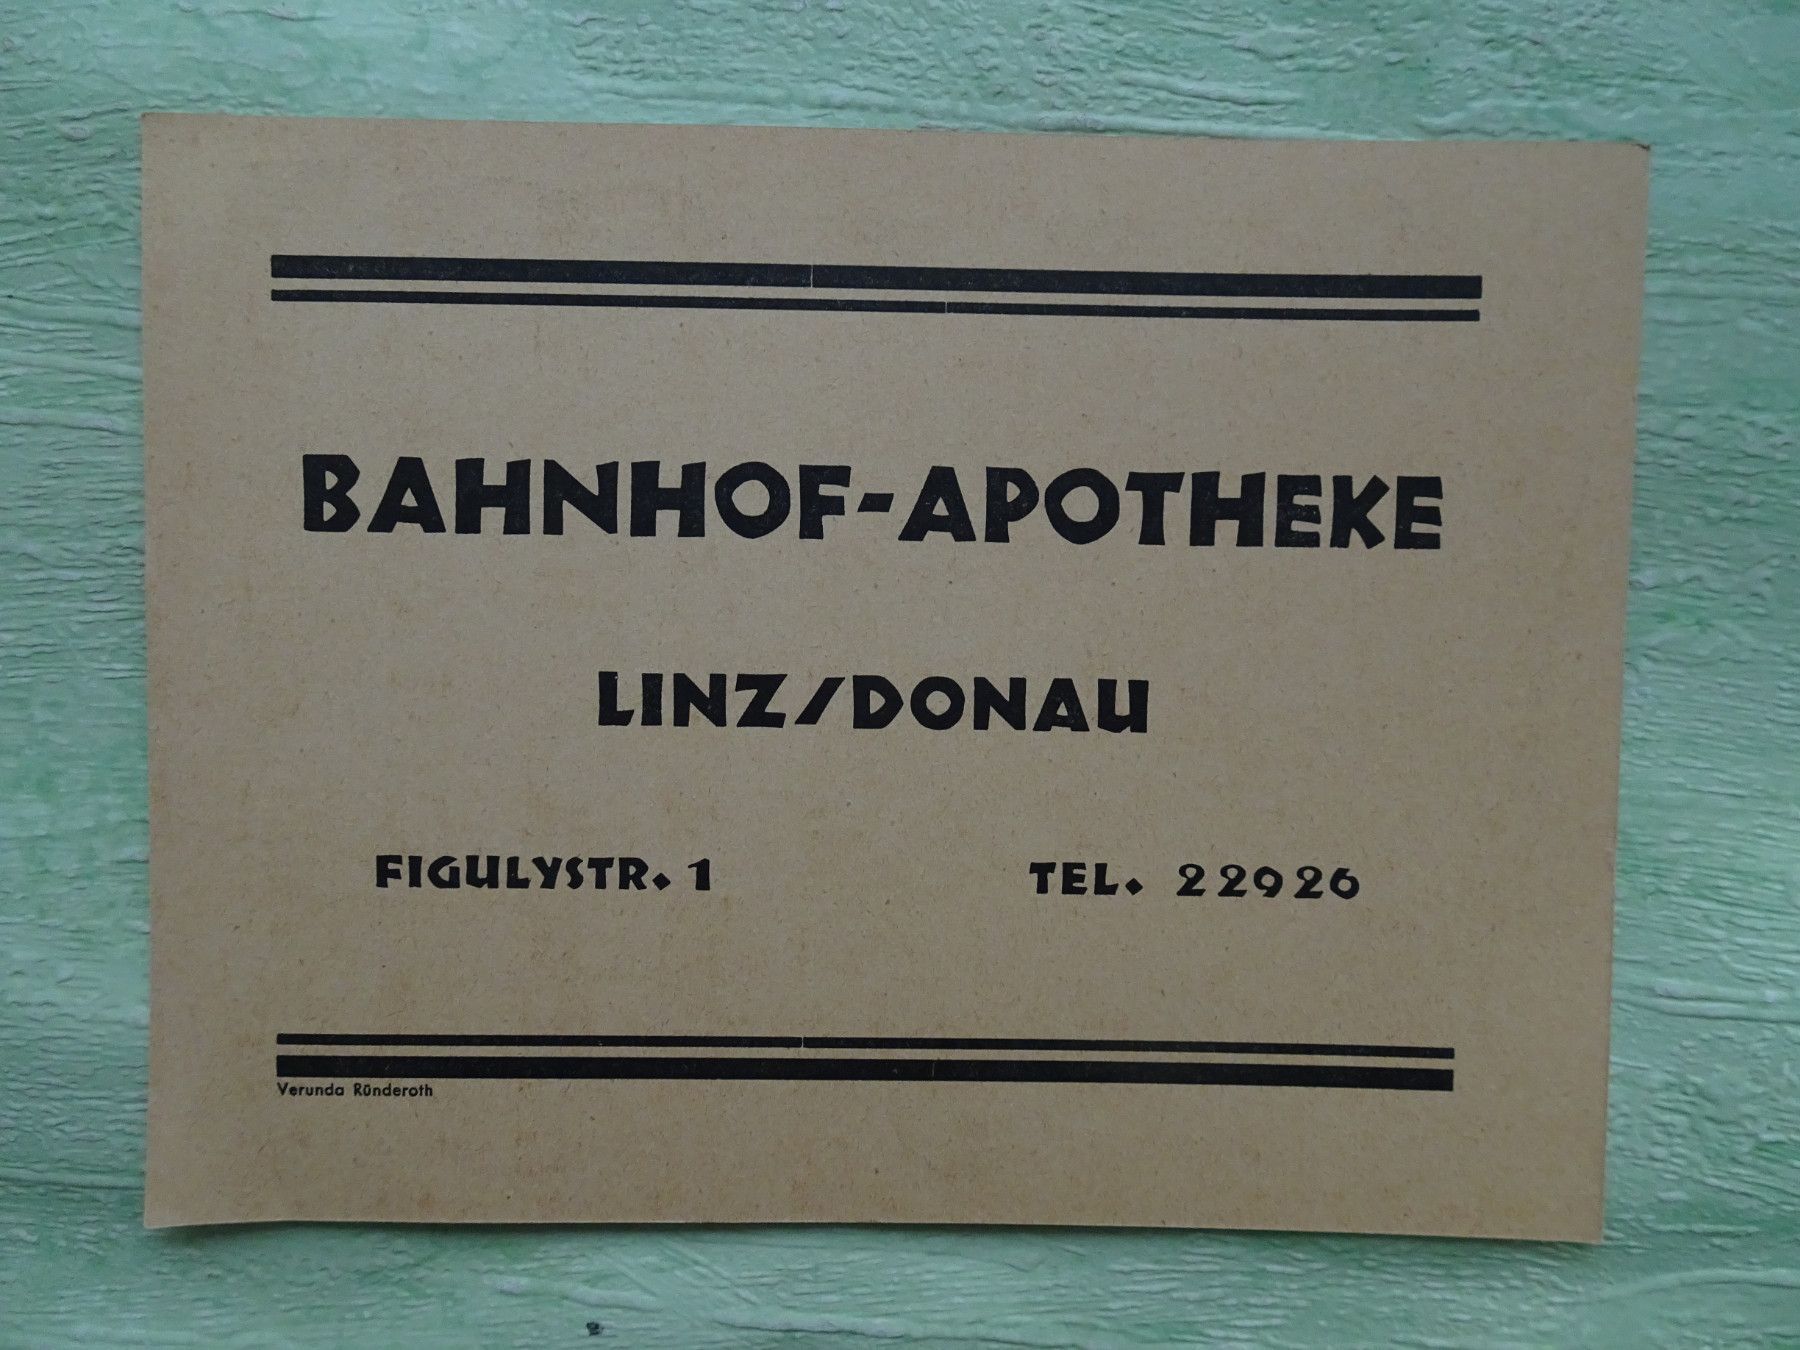 BAHNHOF-APOTHEKE
LINZ/DONAU
FIGULYSTR. 1 TEL. 22926
Verunda Ründeroth